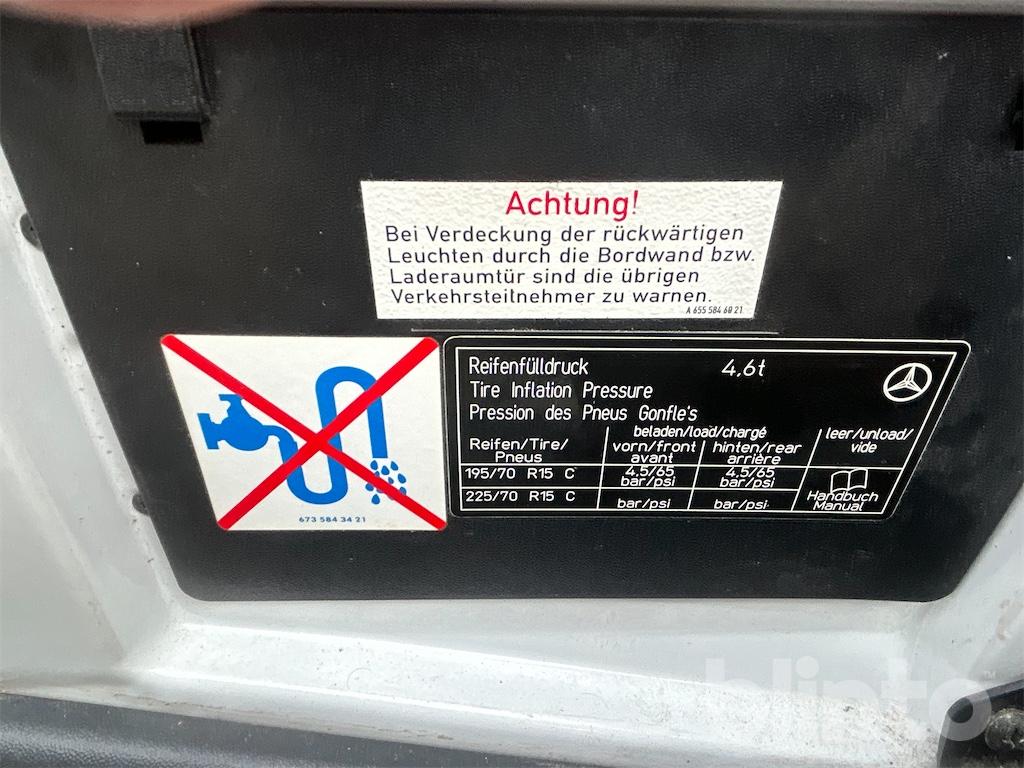 Achtung!
Bei Verdeckung der rückwärtigen
Leuchten durch die Bordwand bzw.
Laderaumtür sind die übrigen
Verkehrsteilnehmer zu warnen.
A 655 584 60 21
673 584 34 21
Reifenfülldruck 4,6t
Tire Inflation Pressure
Pression des Pneus Gonfle's
beladen/load/chargé
Reifen/Tire/ vorn/front hinten/rear leer/unload/
Pneus avant arrière vide
195/70 R15 C 4.5/65 4.5/65
bar/psi bar/psi
225/70 R15 C bar/psi bar/psi
Handbuch
Manual
blinto